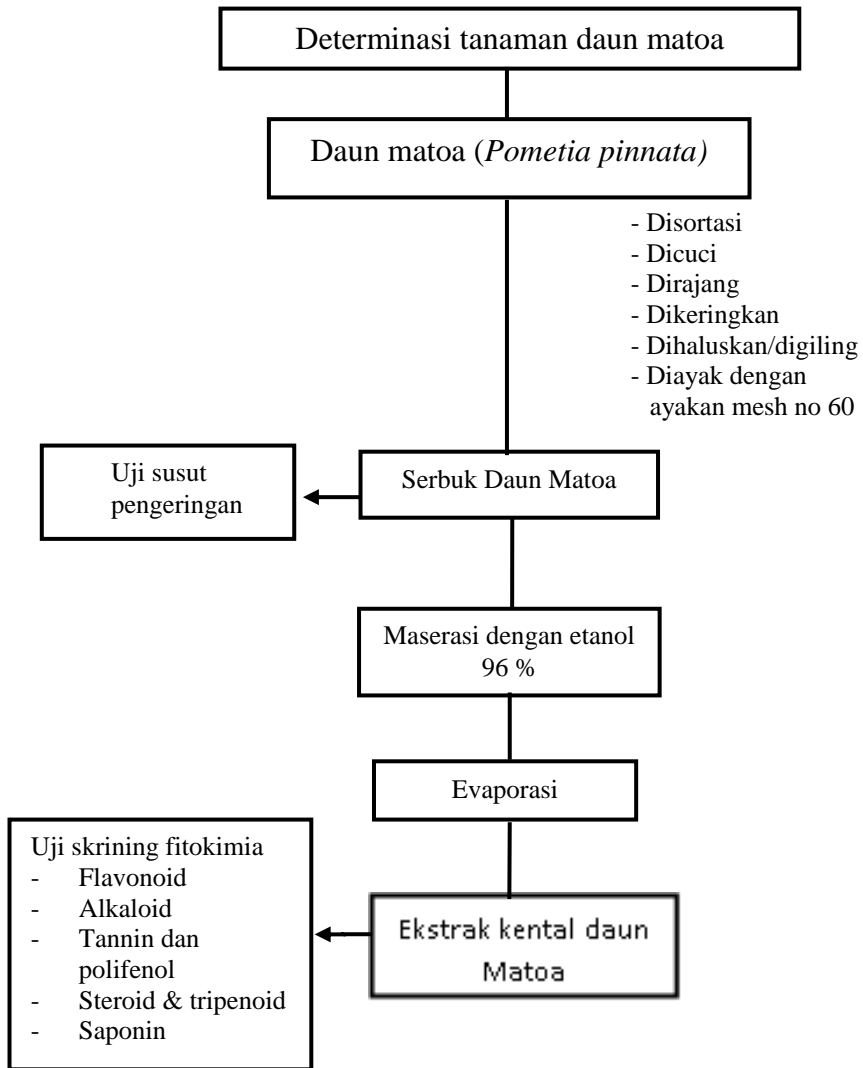 Determinasi tanaman daun matoa
Daun matoa (Pometia pinnata)
- Disortasi
- Dicuci
- Dirajang
- Dikeringkan
- Dihaluskan/digiling
- Diayak dengan
ayakan mesh no 60
Uji susut
pengeringan
Serbuk Daun Matoa
Maserasi dengan etanol
96 %
Evaporasi
Uji skrining fitokimia
- Flavonoid
- Alkaloid
- Tannin dan
polifenol
- Steroid & tripenoid
- Saponin
Ekstrak kental daun
Matoa